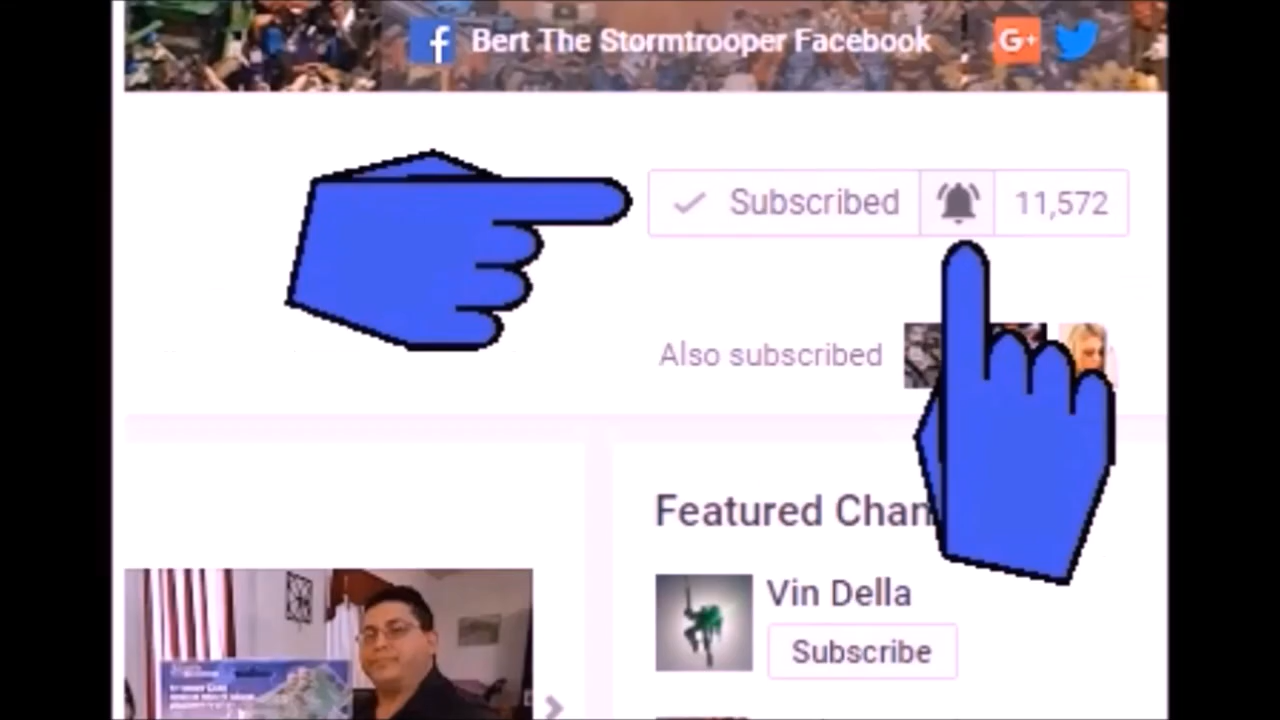 f Bert The Stormtrooper Facebook G+
Subscribed 11,572
Also subscribed
Featured Chan
Vin Della
Subscribe